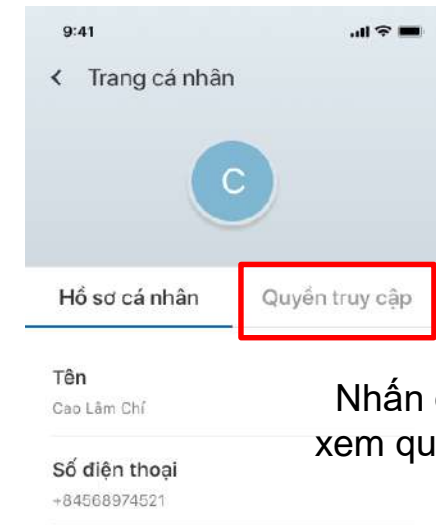 9:41
Trang cá nhân
C
Hồ sơ cá nhân Quyền truy cập
Tên
Cao Lâm Chí
Nhấn
xem
Số điện thoại
+84568974521